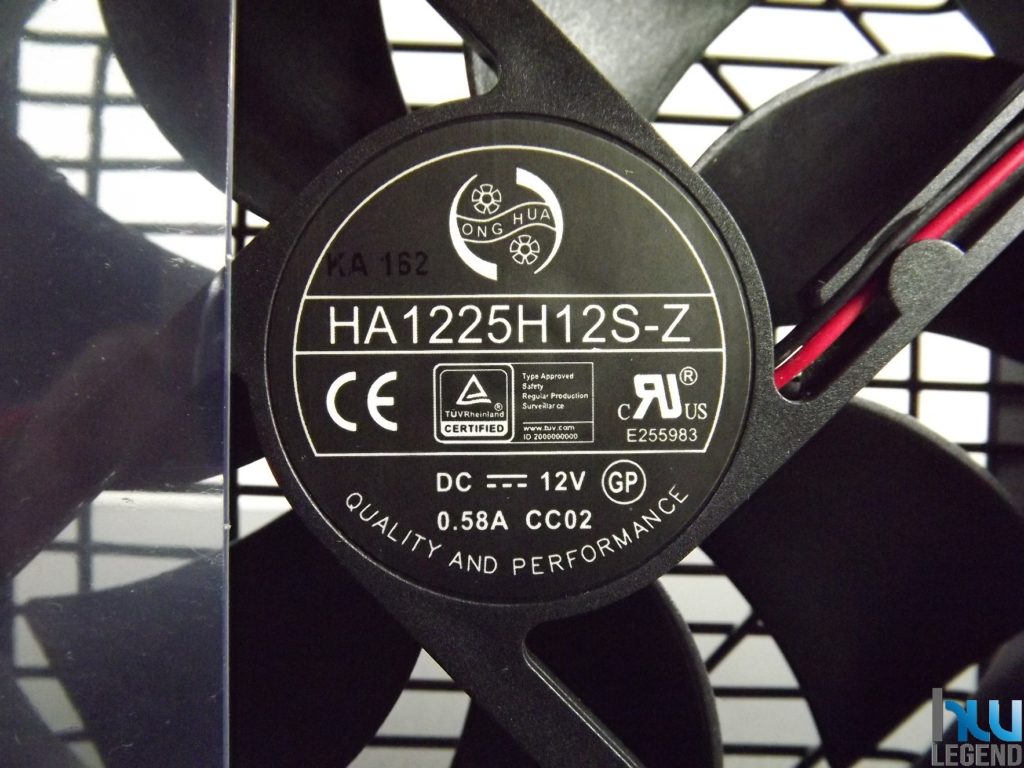 ONG HUA
KA 162
HA1225H12S-Z
CE
TÜVRheinland
®
CERTIFIED
Type Approved
Safety
Regular Production
Surveillance
www.tuv.com
ID 2000000000
c RU US ®
E255983
DC 12V GP
0.58A CC02
QUALITY AND PERFORMANCE
LEGEND